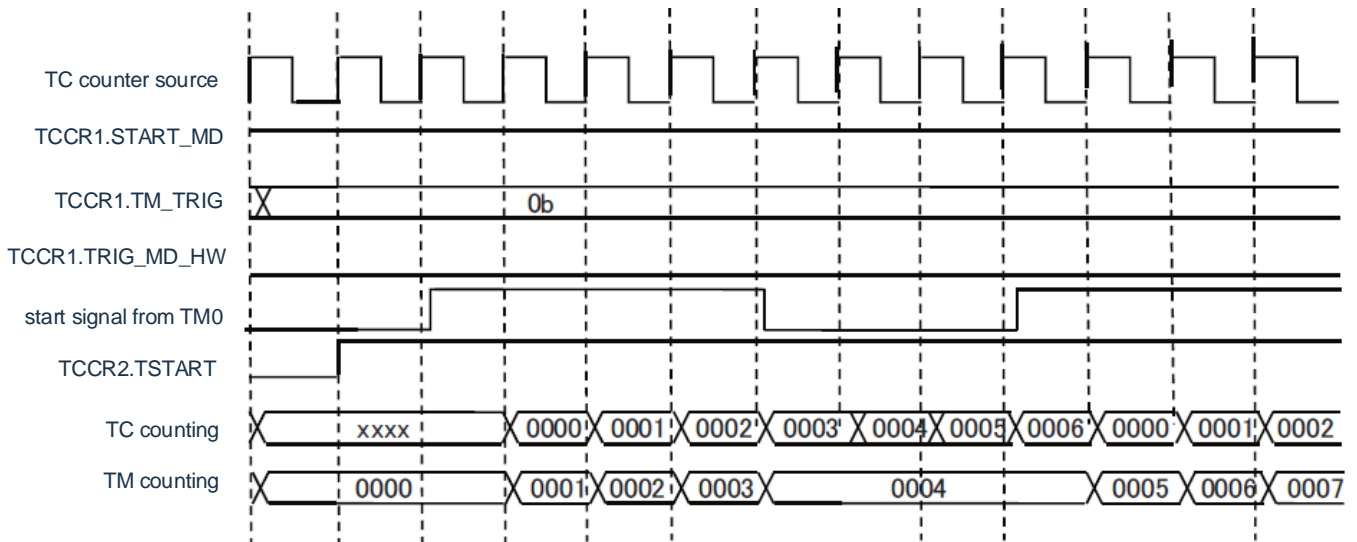 TC counter source
TCCR1.START_MD
TCCR1.TM_TRIG 0b
TCCR1.TRIG_MD_HW
start signal from TM0
TCCR2.TSTART
TC counting xxxx 0000 0001 0002 0003 0004 0005 0006 0000 0001 0002
TM counting 0000 0001 0002 0003 0004 0005 0006 0007